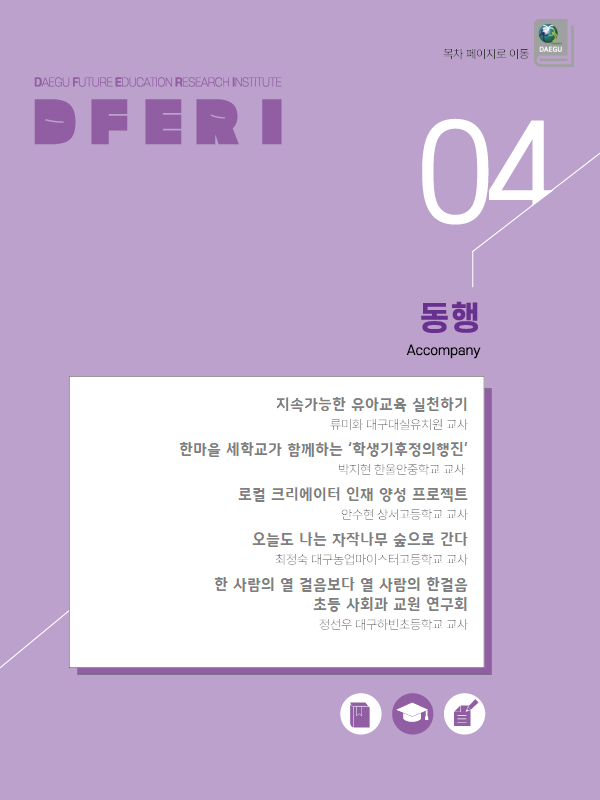 목차 페이지로 이동
DAEGU
DAEGU FUTURE EDUCATION RESEARCH INSTITUTE
DFERI
04
동행
Accompany
지속가능한 유아교육 실천하기
류미화 대구대실유치원 교사
한마을 세학교가 함께하는 '학생기후정의행진'
박지현 한울안중학교 교사
로컬 크리에이터 인재 양성 프로젝트
안수현 상서고등학교 교사
오늘도 나는 자작나무 숲으로 간다
최정숙 대구농업마이스터고등학교 교사
한 사람의 열 걸음보다 열 사람의 한걸음
초등 사회과 교원 연구회
정선우 대구하빈초등학교 교사